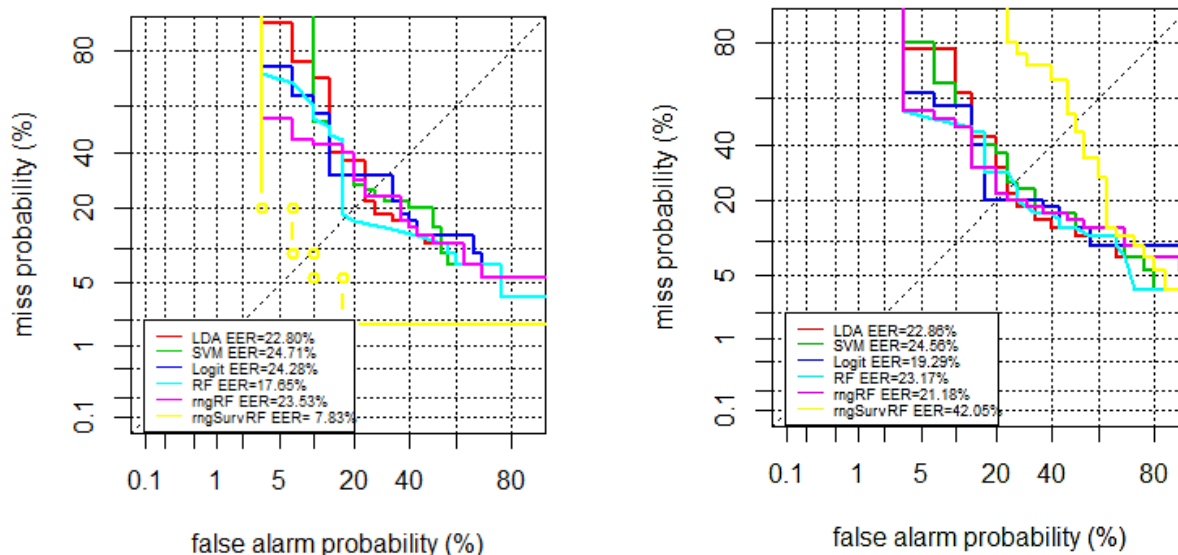 miss probability (%)
80
40
20
5
1
0.1
LDA EER=22.80%
SVM EER=24.71%
Logit EER=24.28%
RF EER=17.65%
rngRF EER=23.53%
rngSurvRF EER= 7.83%
0.1 1 5 20 40 80
false alarm probability (%)
miss probability (%)
80
40
20
5
1
0.1
LDA EER=22.86%
SVM EER=24.56%
Logit EER=19.29%
RF EER=23.17%
rngRF EER=21.18%
rngSurvRF EER=42.05%
0.1 1 5 20 40 80
false alarm probability (%)